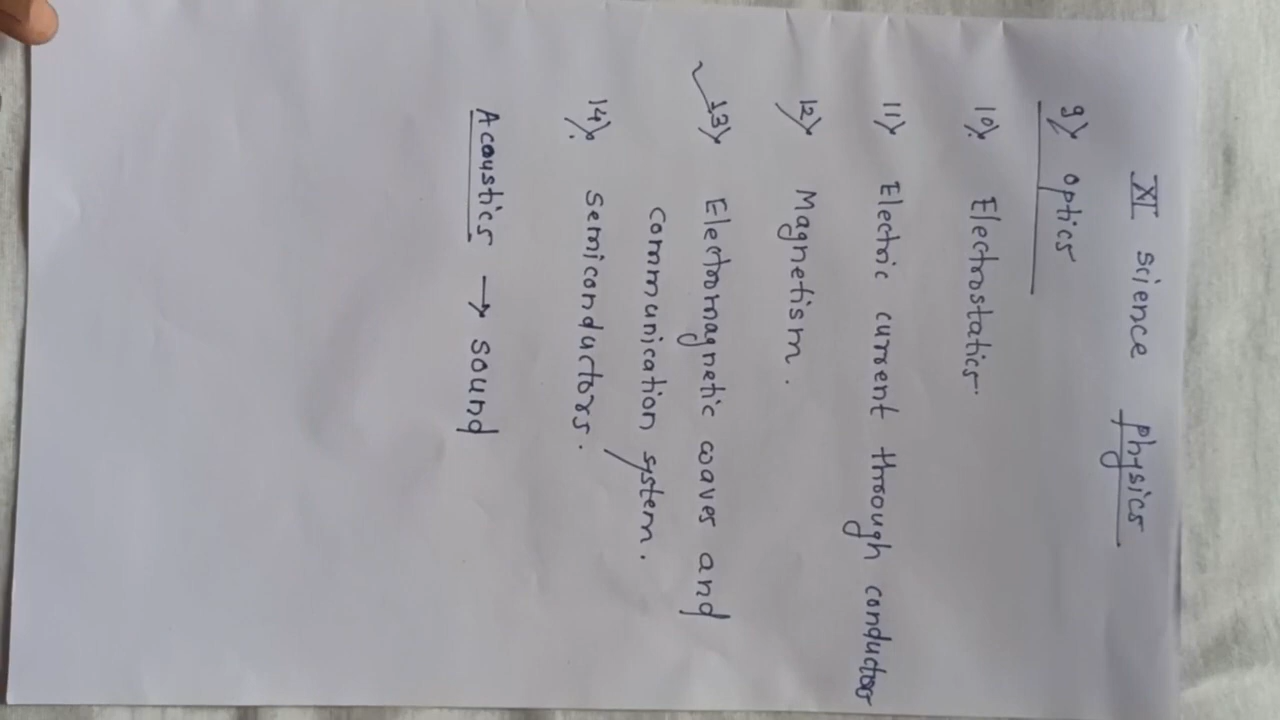 XI science physics
9) optics
10) Electrostatics.
11) Electric current through conductor
12) Magnetism.
13) Electromagnetic waves and
communication system.
14) semiconductors.
Acoustics → sound